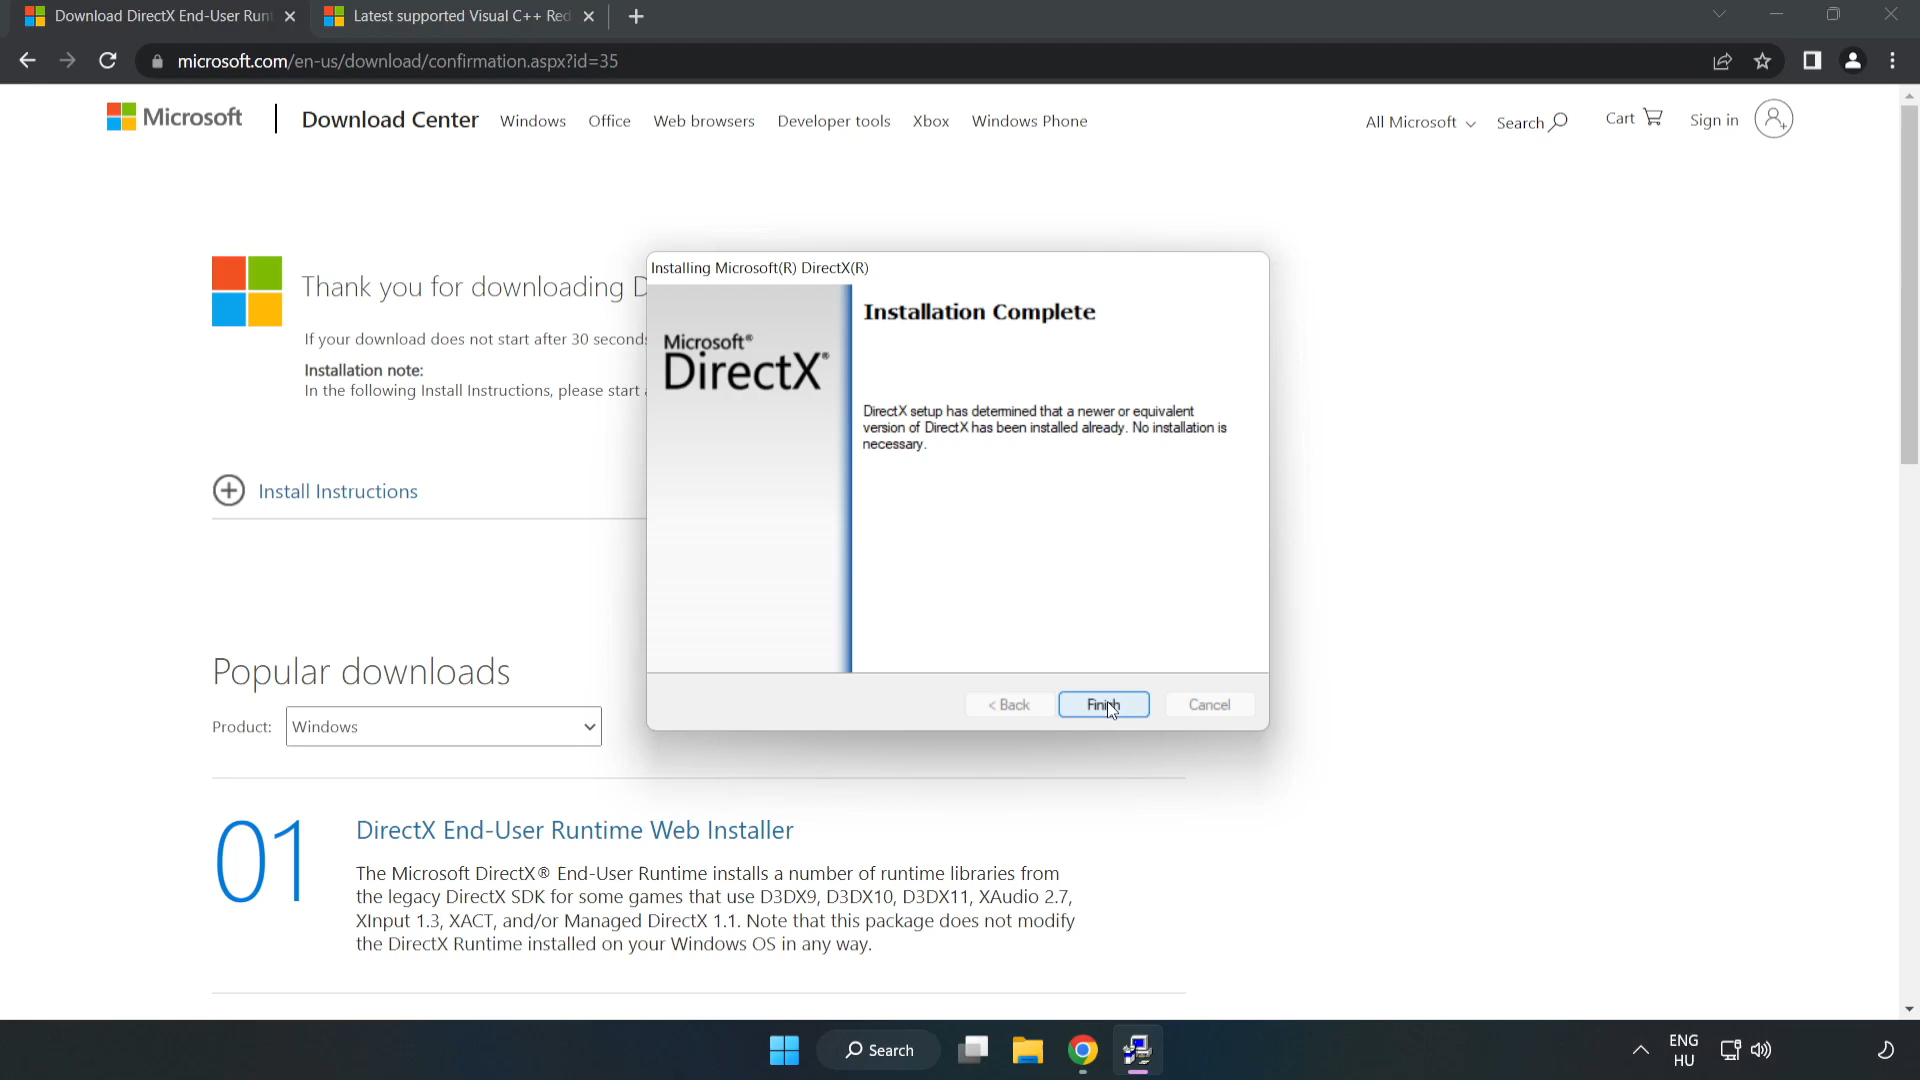 Download DirectX End-User Runt
Latest supported Visual C++ Red
microsoft.com/en-us/download/confirmation.aspx?id=35
Microsoft
Download Center
Windows
Office
Web browsers
Developer tools
Xbox
Windows Phone
All Microsoft
Search
Cart
Sign in
Thank you for downloading D
If your download does not start after 30 seconds
Installation note:
In the following Install Instructions, please start a
Install Instructions
Installing Microsoft(R) DirectX(R)
Microsoft®
DirectX®
Installation Complete
DirectX setup has determined that a newer or equivalent
version of DirectX has been installed already. No installation is
necessary.
< Back
Finish
Cancel
Popular downloads
Product:
Windows
01
DirectX End-User Runtime Web Installer
The Microsoft DirectX® End-User Runtime installs a number of runtime libraries from
the legacy DirectX SDK for some games that use D3DX9, D3DX10, D3DX11, XAudio 2.7,
XInput 1.3, XACT, and/or Managed DirectX 1.1. Note that this package does not modify
the DirectX Runtime installed on your Windows OS in any way.
Search
ENG
HU